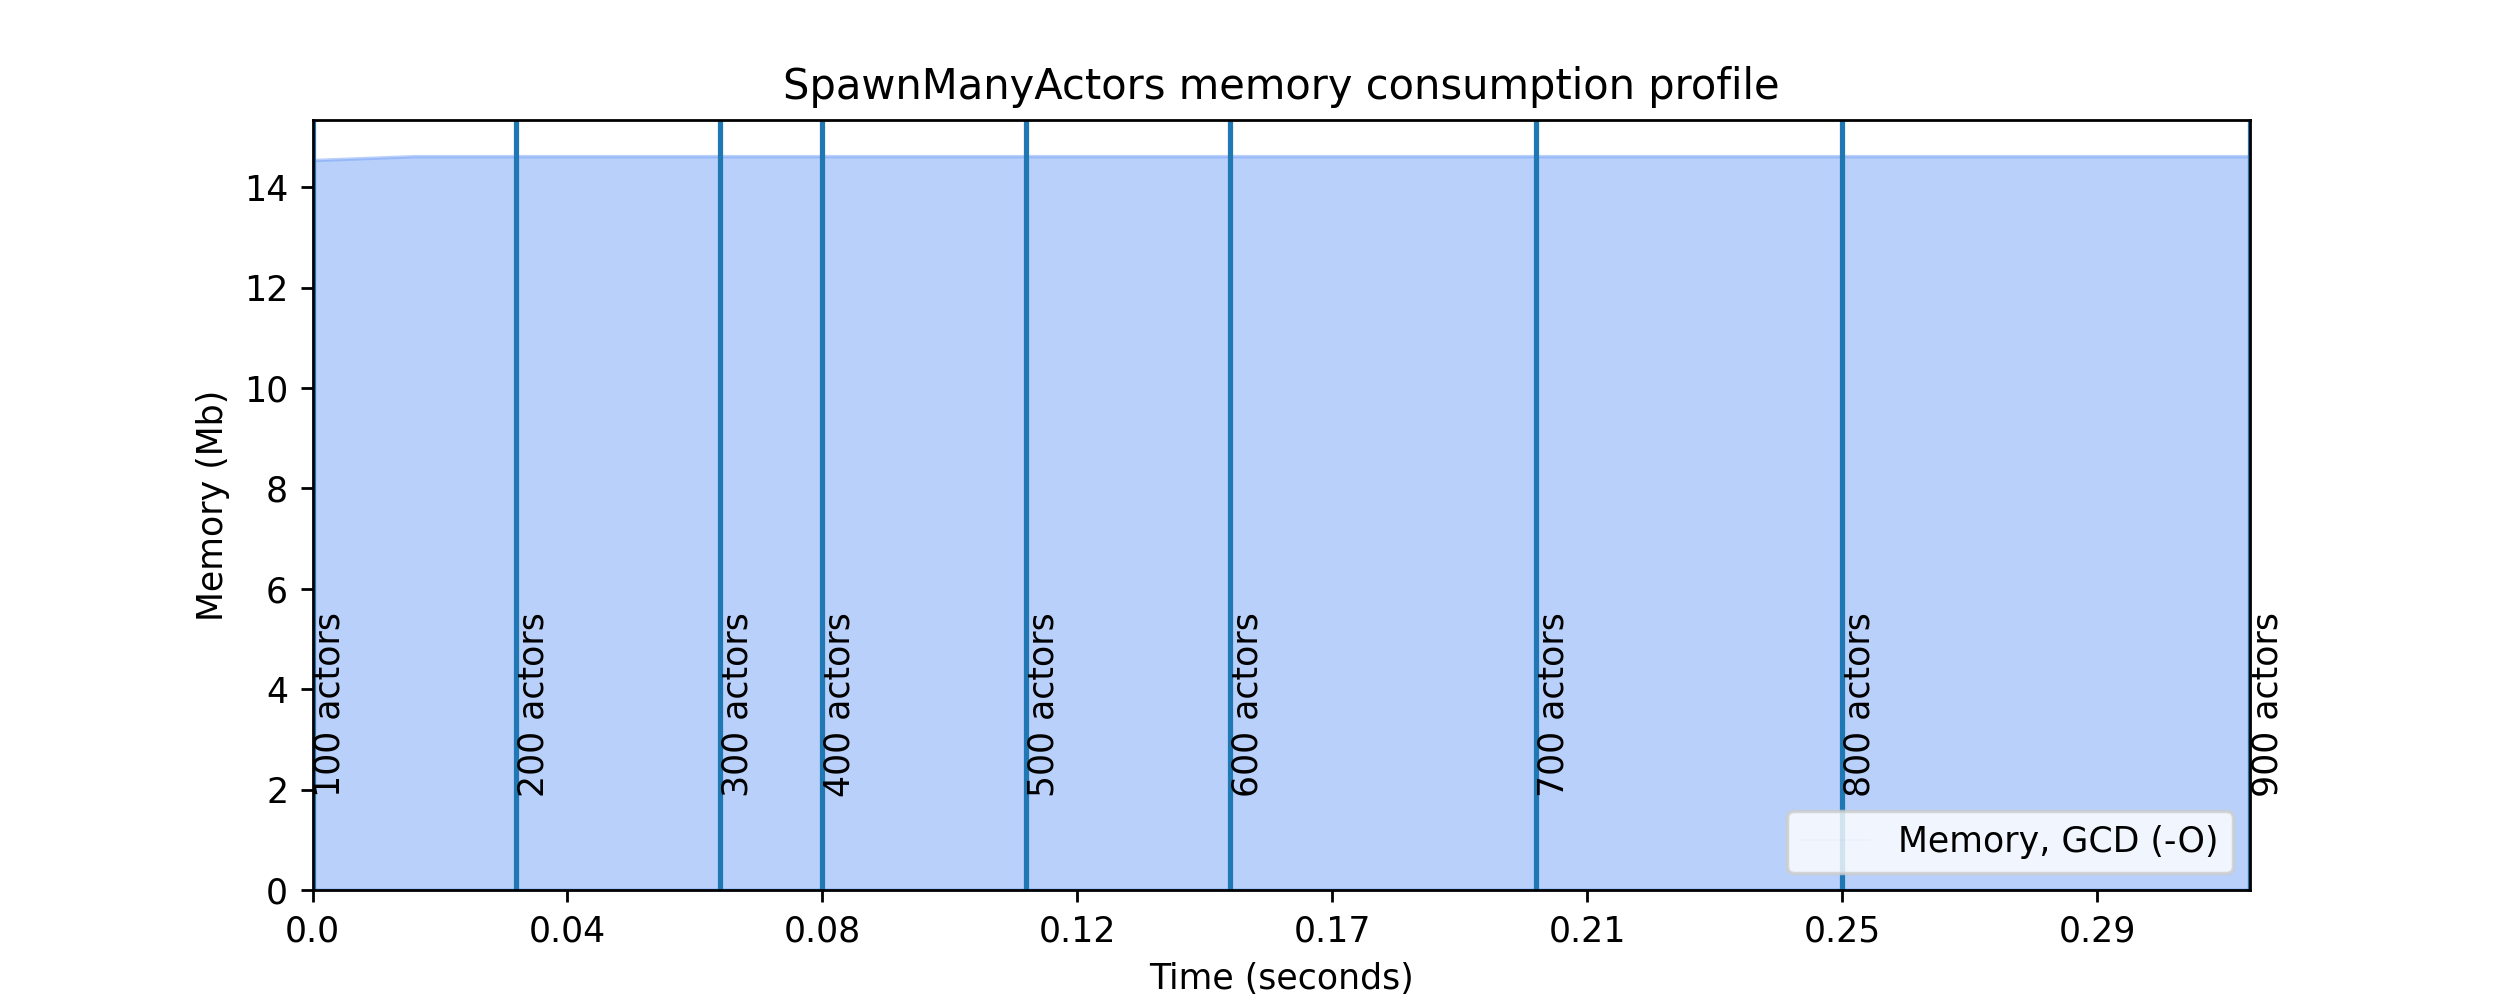 SpawnManyActors memory consumption profile
Memory (Mb)
14
12
10
8
6
4
2
0
100 actors
200 actors
300 actors
400 actors
500 actors
600 actors
700 actors
800 actors
900 actors
Memory, GCD (-O)
0.0
0.04
0.08
0.12
0.17
0.21
0.25
0.29
Time (seconds)